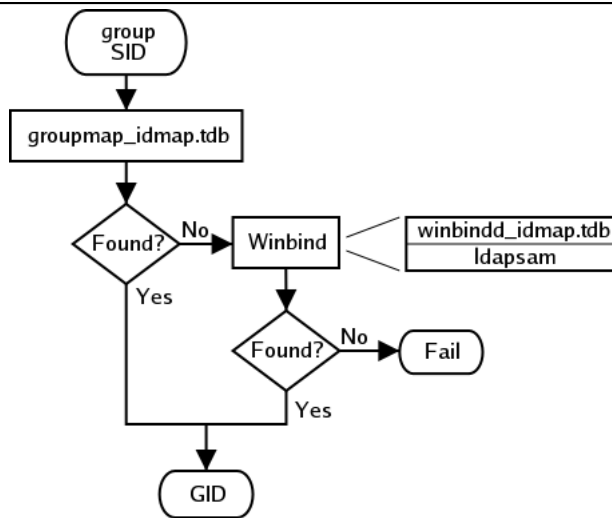 group
SID
groupmap_idmap.tdb
Found?
No
Winbind
winbindd_idmap.tdb
ldapsam
Yes
Found?
No
Fail
Yes
GID